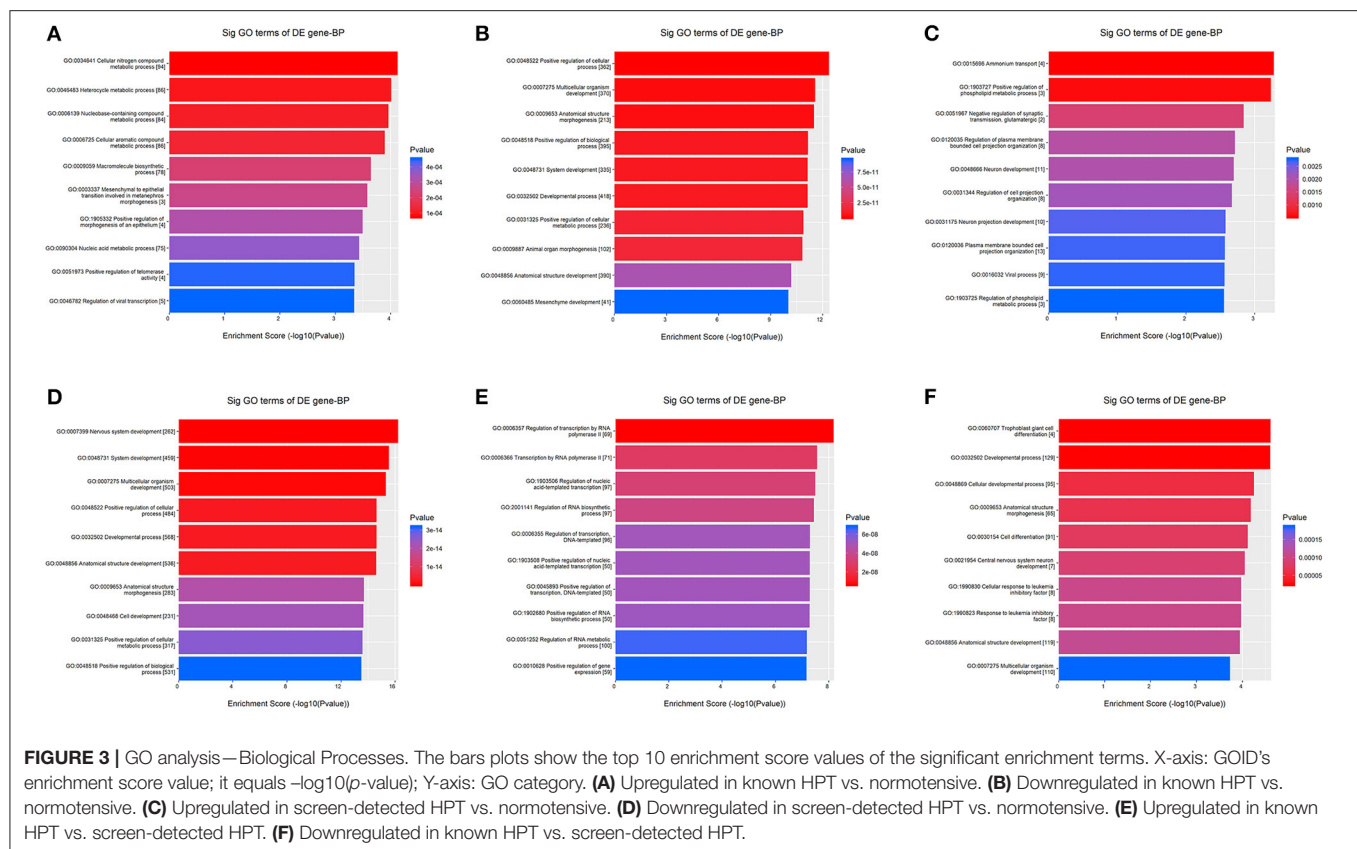 A
Sig GO terms of DE gene-BP
GO:0034641 Cellular nitrogen compound
metabolic process [94]
GO:0046483 Heterocycle metabolic process [86]
GO:0006139 Nucleobase-containing compound
metabolic process [84]
GO:0006725 Cellular aromatic compound
metabolic process [86]
GO:0009059 Macromolecule biosynthetic
process [78]
GO:0003337 Mesenchymal to epithelial
transition involved in metanephros
morphogenesis [3]
GO:1905332 Positive regulation of
morphogenesis of an epithelium [4]
GO:0090304 Nucleic acid metabolic process [75]
GO:0051973 Positive regulation of telomerase
activity [4]
GO:0046782 Regulation of viral transcription [5]
0 1 2 3 4
Enrichment Score (-log10(Pvalue))
Pvalue
4e-04
2e-04
1e-04
B
Sig GO terms of DE gene-BP
GO:0048522 Positive regulation of cellular
process [362]
GO:0007275 Multicellular organism
development [370]
GO:0009653 Anatomical structure
morphogenesis [213]
GO:0048518 Positive regulation of biological
process [395]
GO:0048731 System development [335]
GO:0032502 Developmental process [418]
GO:0031325 Positive regulation of cellular
metabolic process [236]
GO:0009887 Animal organ morphogenesis [102]
GO:0048856 Anatomical structure development [390]
GO:0060485 Mesenchyme development [41]
0 3 6 9 12
Enrichment Score (-log10(Pvalue))
Pvalue
7.5e-11
5e-11
2.5e-11
C
Sig GO terms of DE gene-BP
GO:0015696 Ammonium transport [4]
GO:1903727 Positive regulation of
phospholipid metabolic process [3]
GO:0051967 Negative regulation of synaptic
transmission, glutamatergic [2]
GO:0120035 Regulation of plasma membrane
bounded cell projection organization [8]
GO:0048666 Neuron development [11]
GO:0031344 Regulation of cell projection
organization [8]
GO:0031175 Neuron projection development [10]
GO:0120036 Plasma membrane bounded cell
projection organization [13]
GO:0016032 Viral process [9]
GO:1903725 Regulation of phospholipid
metabolic process [3]
0 1 2 3
Enrichment Score (-log10(Pvalue))
Pvalue
0.0025
0.0020
0.0015
0.0010
D
Sig GO terms of DE gene-BP
GO:0007399 Nervous system development [262]
GO:0048731 System development [459]
GO:0007275 Multicellular organism
development [503]
GO:0048522 Positive regulation of cellular
process [484]
GO:0032502 Developmental process [568]
GO:0048856 Anatomical structure development [536]
GO:0009653 Anatomical structure
morphogenesis [283]
GO:0048468 Cell development [231]
GO:0031325 Positive regulation of cellular
metabolic process [317]
GO:0048518 Positive regulation of biological
process [531]
0 4 8 12 16
Enrichment Score (-log10(Pvalue))
Pvalue
3e-14
2e-14
1e-14
E
Sig GO terms of DE gene-BP
GO:0006357 Regulation of transcription by RNA
polymerase II [69]
GO:0006366 Transcription by RNA polymerase II [71]
GO:1903506 Regulation of nucleic
acid-templated transcription [97]
GO:2001141 Regulation of RNA biosynthetic
process [97]
GO:0006355 Regulation of transcription,
DNA-templated [96]
GO:1903508 Positive regulation of nucleic
acid-templated transcription [50]
GO:0045893 Positive regulation of
transcription, DNA-templated [50]
GO:1902680 Positive regulation of RNA
biosynthetic process [50]
GO:0051252 Regulation of RNA metabolic
process [100]
GO:0010628 Positive regulation of gene
expression [59]
0 2 4 6 8
Enrichment Score (-log10(Pvalue))
Pvalue
6e-08
4e-08
2e-08
F
Sig GO terms of DE gene-BP
GO:0060707 Trophoblast giant cell
differentiation [4]
GO:0032502 Developmental process [129]
GO:0048869 Cellular developmental process [95]
GO:0009653 Anatomical structure
morphogenesis [65]
GO:0030154 Cell differentiation [91]
GO:0021954 Central nervous system neuron
development [7]
GO:1990830 Cellular response to leukemia
inhibitory factor [8]
GO:1990823 Response to leukemia inhibitory
factor [8]
GO:0048856 Anatomical structure development [119]
GO:0007275 Multicellular organism
development [110]
0 1 2 3 4
Enrichment Score (-log10(Pvalue))
Pvalue
0.00015
0.00010
0.00005
FIGURE 3 | GO analysis—Biological Processes. The bars plots show the top 10 enrichment score values of the significant enrichment terms. X-axis: GOID's
enrichment score value; it equals –log10(p-value); Y-axis: GO category. (A) Upregulated in known HPT vs. normotensive. (B) Downregulated in known HPT vs.
normotensive. (C) Upregulated in screen-detected HPT vs. normotensive. (D) Downregulated in screen-detected HPT vs. normotensive. (E) Upregulated in known
HPT vs. screen-detected HPT. (F) Downregulated in known HPT vs. screen-detected HPT.